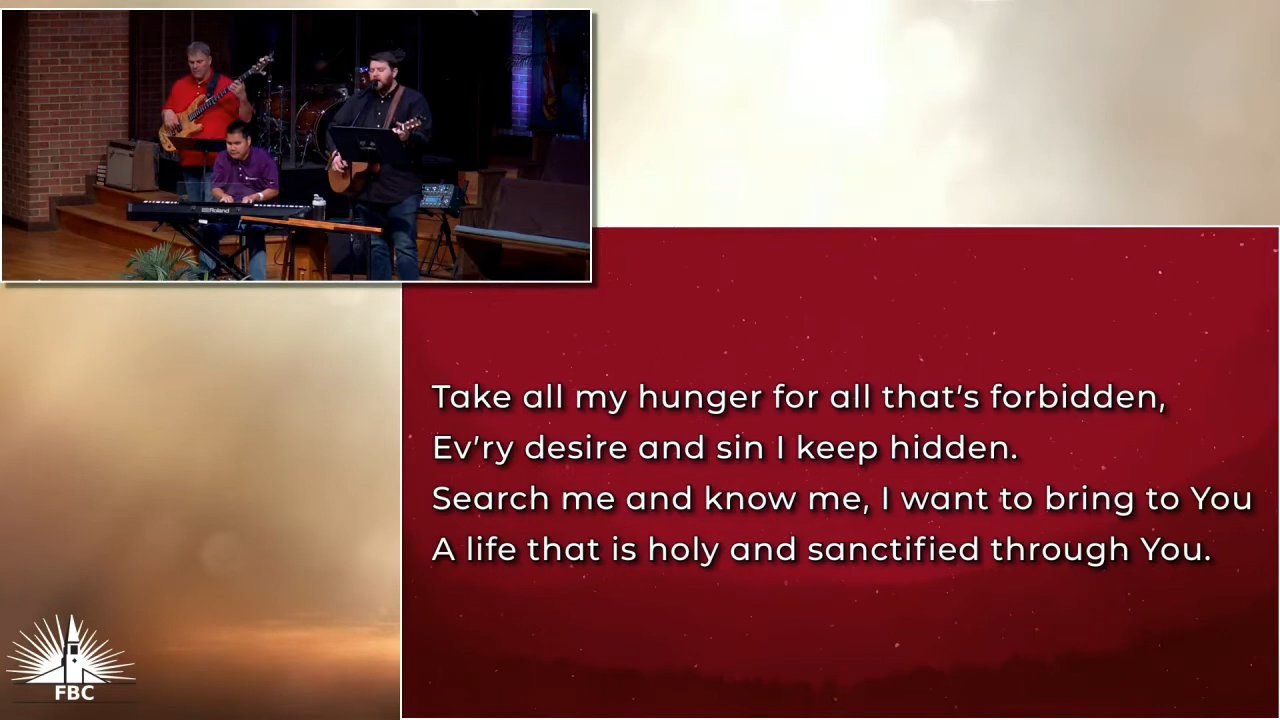 Roland
Take all my hunger for all that's forbidden,
Ev'ry desire and sin I keep hidden.
Search me and know me, I want to bring to You
A life that is holy and sanctified through You.
FBC